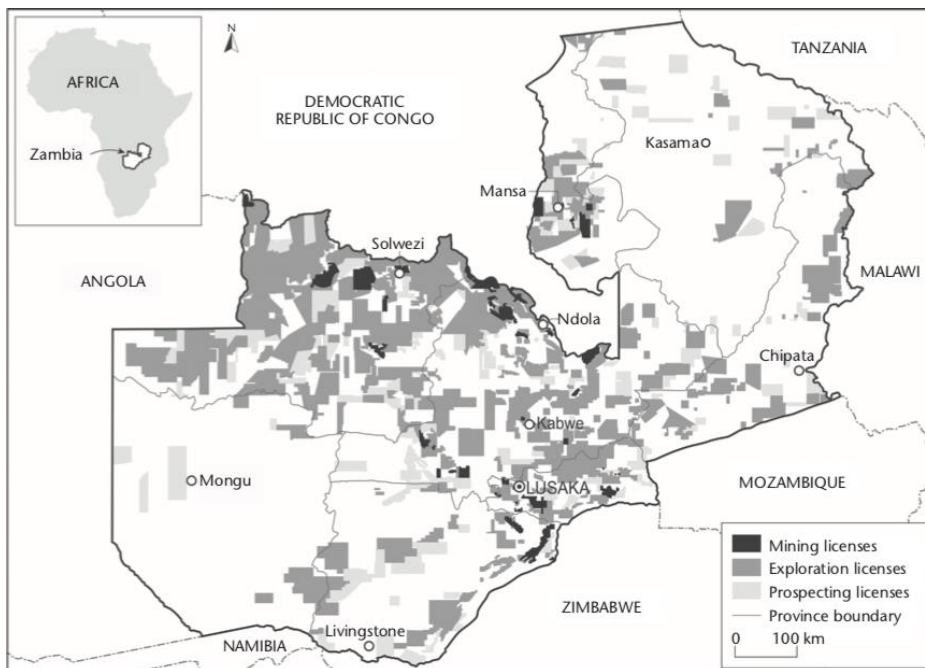 N
AFRICA
Zambia
DEMOCRATIC
REPUBLIC OF CONGO
TANZANIA
Kasama
Mansa
Solwezi
ANGOLA
MALAWI
Ndola
Chipata
Kabwe
Mongu
LUSAKA
MOZAMBIQUE
Mining licenses
Exploration licenses
Prospecting licenses
Province boundary
0 100 km
ZIMBABWE
Livingstone
NAMIBIA